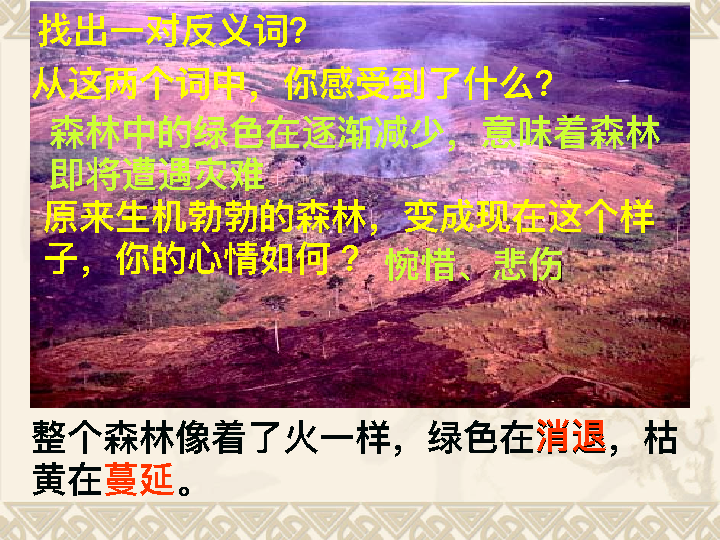 找出一对反义词?
从这两个词中，你感受到了什么?
森林中的绿色在逐渐减少，意味着森林
即将遭遇灾难
原来生机勃勃的森林，变成现在这个样
子，你的心情如何 ？ 惋惜、悲伤
整个森林像着了火一样，绿色在消退，枯
黄在蔓延。